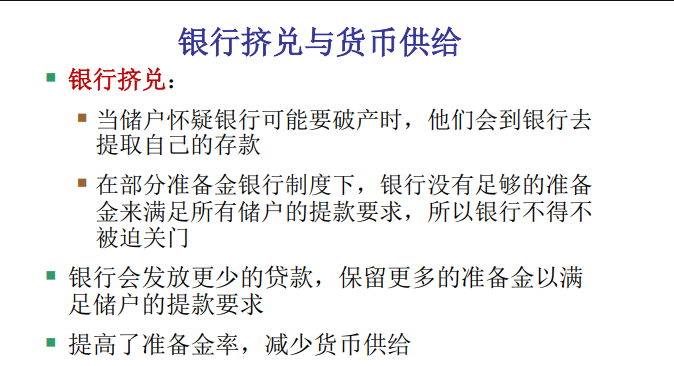 银行挤兑与货币供给
银行挤兑：
当储户怀疑银行可能要破产时，他们会到银行去
提取自己的存款
在部分准备金银行制度下，银行没有足够的准备
金来满足所有储户的提款要求，所以银行不得不
被迫关门
银行会发放更少的贷款，保留更多的准备金以满
足储户的提款要求
提高了准备金率，减少货币供给